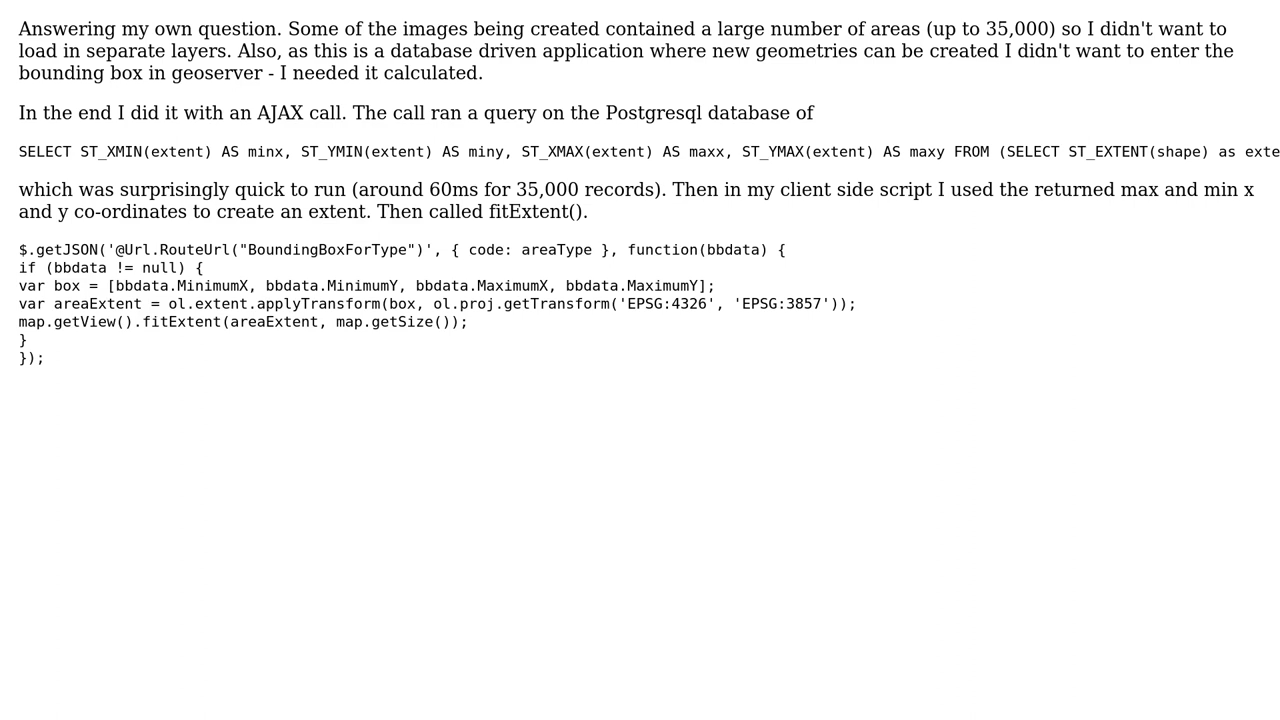 Answering my own question. Some of the images being created contained a large number of areas (up to 35,000) so I didn't want to
load in separate layers. Also, as this is a database driven application where new geometries can be created I didn't want to enter the
bounding box in geoserver - I needed it calculated.
In the end I did it with an AJAX call. The call ran a query on the Postgresql database of
SELECT ST_XMIN(extent) AS minx, ST_YMIN(extent) AS miny, ST_XMAX(extent) AS maxx, ST_YMAX(extent) AS maxy FROM (SELECT ST_EXTENT(shape) as exte
which was surprisingly quick to run (around 60ms for 35,000 records). Then in my client side script I used the returned max and min x
and y co-ordinates to create an extent. Then called fitExtent().
$.getJSON('@Url.RouteUrl("BoundingBoxForType")', { code: areaType }, function(bbdata) {
if (bbdata != null) {
var box = [bbdata.MinimumX, bbdata.MinimumY, bbdata.MaximumX, bbdata.MaximumY];
var areaExtent = ol.extent.applyTransform(box, ol.proj.getTransform('EPSG:4326', 'EPSG:3857'));
map.getView().fitExtent(areaExtent, map.getSize());
}
});